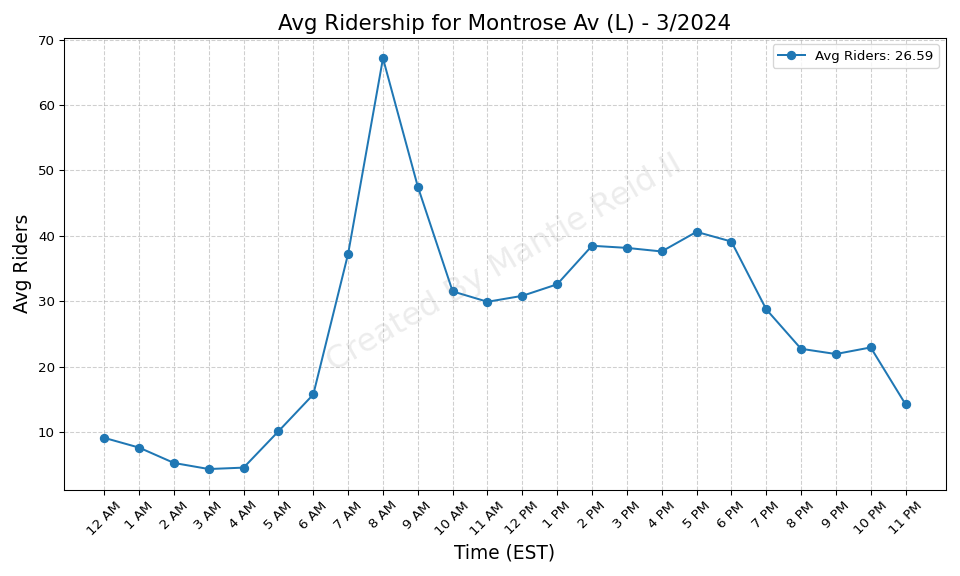 Avg Ridership for Montrose Av (L) - 3/2024
Avg Riders: 26.59
70
60
50
40
30
20
10
Avg Riders
Created By Mantie Reid II
12 AM
1 AM
2 AM
3 AM
4 AM
5 AM
6 AM
7 AM
8 AM
9 AM
10 AM
11 AM
12 PM
1 PM
2 PM
3 PM
4 PM
5 PM
6 PM
7 PM
8 PM
9 PM
10 PM
11 PM
Time (EST)